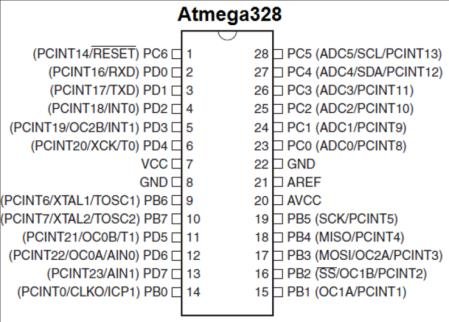 Atmega328
(PCINT14/RESET) PC6 1 28 PC5 (ADC5/SCL/PCINT13)
(PCINT16/RXD) PD0 2 27 PC4 (ADC4/SDA/PCINT12)
(PCINT17/TXD) PD1 3 26 PC3 (ADC3/PCINT11)
(PCINT18/INT0) PD2 4 25 PC2 (ADC2/PCINT10)
(PCINT19/OC2B/INT1) PD3 5 24 PC1 (ADC1/PCINT9)
(PCINT20/XCK/T0) PD4 6 23 PC0 (ADC0/PCINT8)
VCC 7 22 GND
GND 8 21 AREF
(PCINT6/XTAL1/TOSC1) PB6 9 20 AVCC
(PCINT7/XTAL2/TOSC2) PB7 10 19 PB5 (SCK/PCINT5)
(PCINT21/OC0B/T1) PD5 11 18 PB4 (MISO/PCINT4)
(PCINT22/OC0A/AIN0) PD6 12 17 PB3 (MOSI/OC2A/PCINT3)
(PCINT23/AIN1) PD7 13 16 PB2 (SS/OC1B/PCINT2)
(PCINT0/CLKO/ICP1) PB0 14 15 PB1 (OC1A/PCINT1)